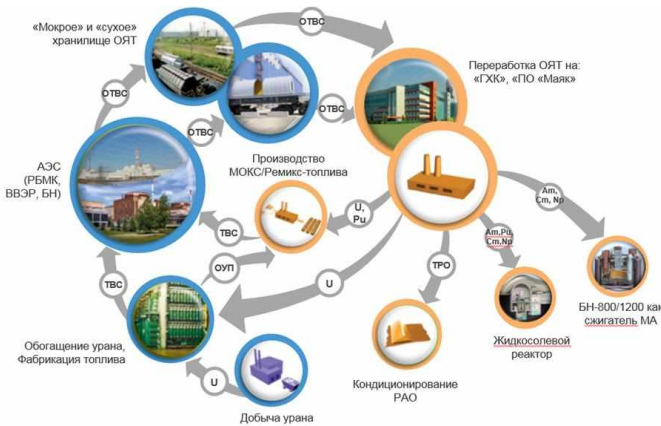 «Мокрое» и «сухое»
хранилище ОЯТ
ОТВС
Переработка ОЯТ на:
«ГХК», «ПО «Маяк»
ОТВС
ОТВС
ОТВС
АЭС
(РБМК,
ВВЭР, БН)
Производство
МОКС/Ремикс-топлива
U,
Pu
Am,
Cm, Np
ТВС
Am,Pu,
Cm,Np
ТВС
ОУП
U
ТРО
БН-800/1200 как
сжигатель МА
Жидкосолевой
реактор
Обогащение урана,
Фабрикация топлива
U
Кондиционирование
РАО
Добыча урана